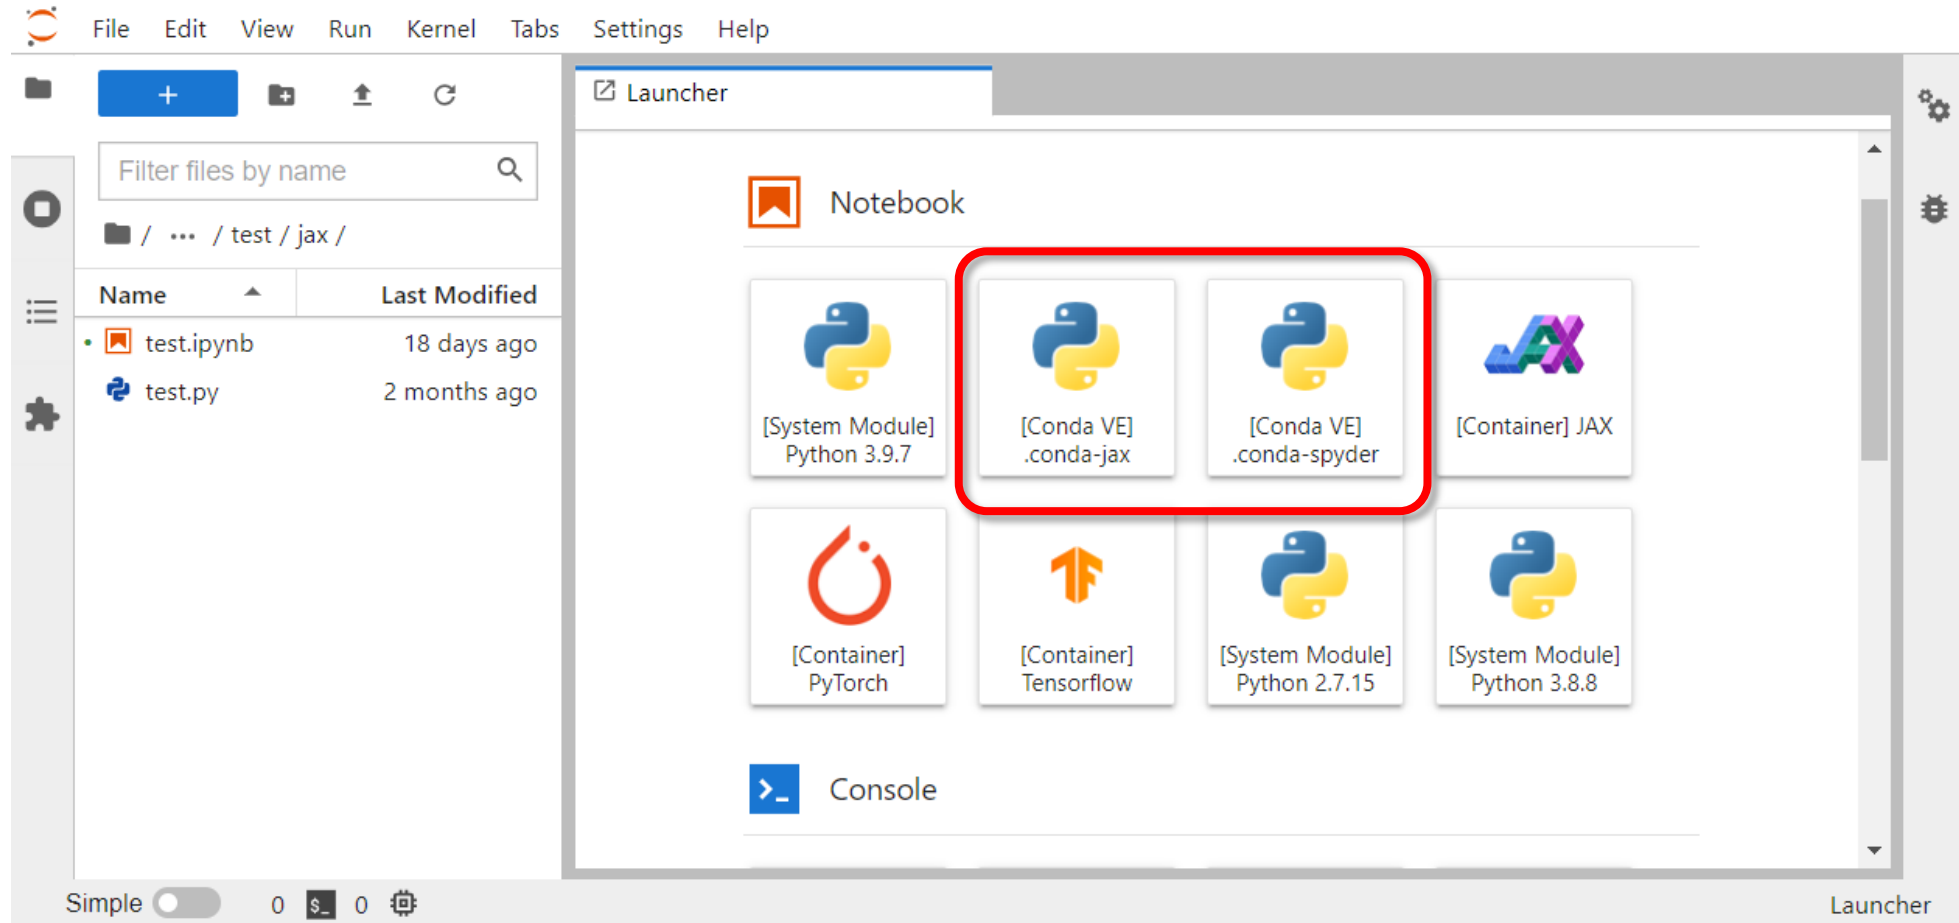 File Edit View Run Kernel Tabs Settings Help
+
Filter files by name
/ ··· / test / jax /
Name Last Modified
test.ipynb 18 days ago
test.py 2 months ago
Launcher
Notebook
[System Module]
Python 3.9.7
[Conda VE]
.conda-jax
[Conda VE]
.conda-spyder
JAX
[Container] JAX
[Container]
PyTorch
[Container]
Tensorflow
[System Module]
Python 2.7.15
[System Module]
Python 3.8.8
>_ Console
Simple 0 $_ 0 Launcher